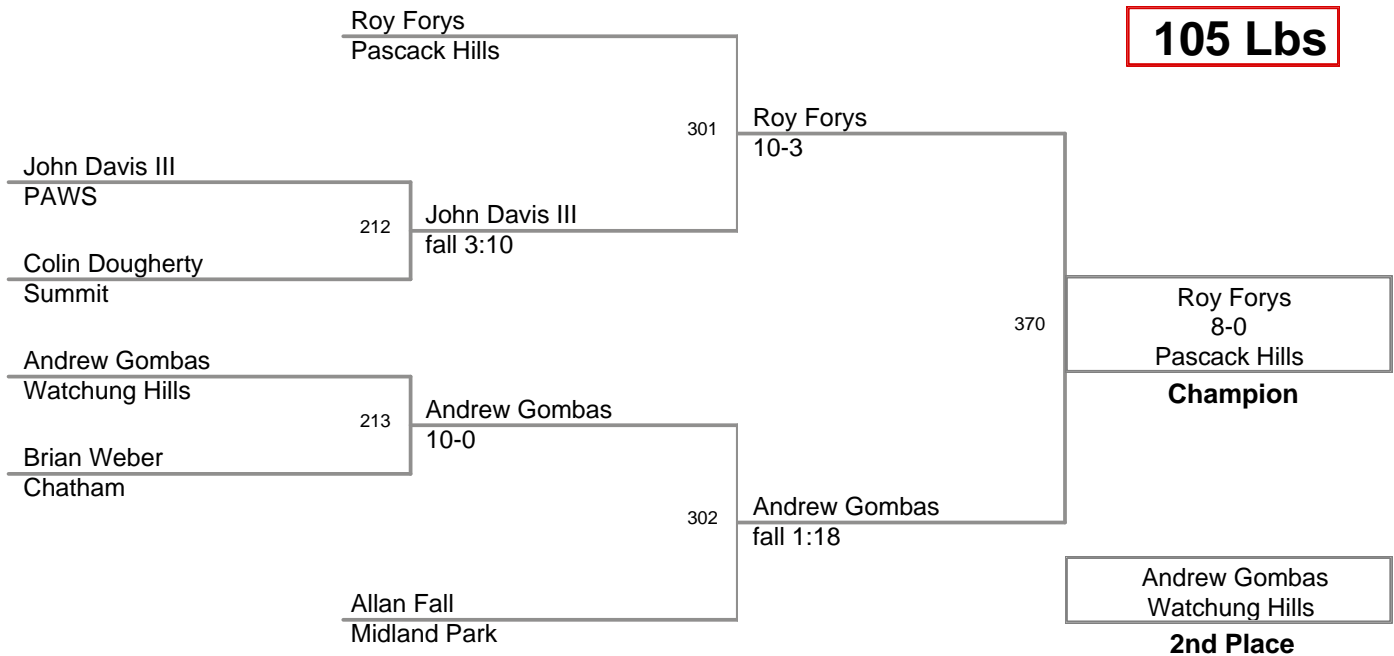 Roy Forys
Pascack Hills
105 Lbs
301
Roy Forys
10-3
John Davis III
PAWS
212
John Davis III
fall 3:10
Colin Dougherty
Summit
370
Roy Forys
8-0
Pascack Hills
Champion
Andrew Gombas
Watchung Hills
213
Andrew Gombas
10-0
Brian Weber
Chatham
302
Andrew Gombas
fall 1:18
Allan Fall
Midland Park
Andrew Gombas
Watchung Hills
2nd Place